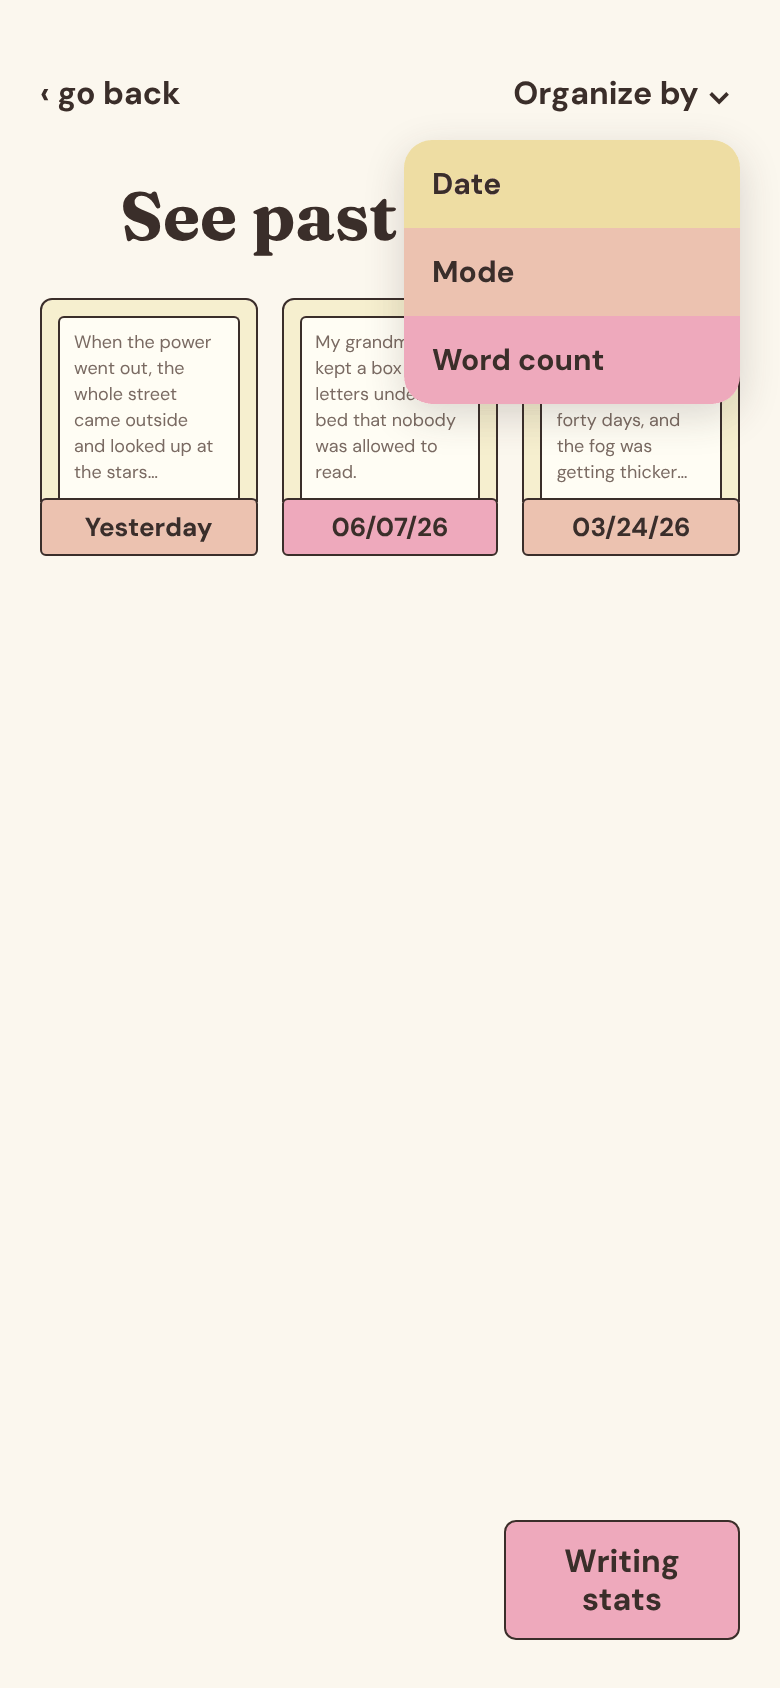 ‹ go back
Organize by
See past
Date
Mode
Word count
When the power
went out, the
whole street
came outside
and looked up at
the stars…
My
kept a box
letters
bed that nobody
was allowed to
read.
forty days, and
the fog was
getting thicker…
Yesterday
06/07/26
03/24/26
Writing
stats